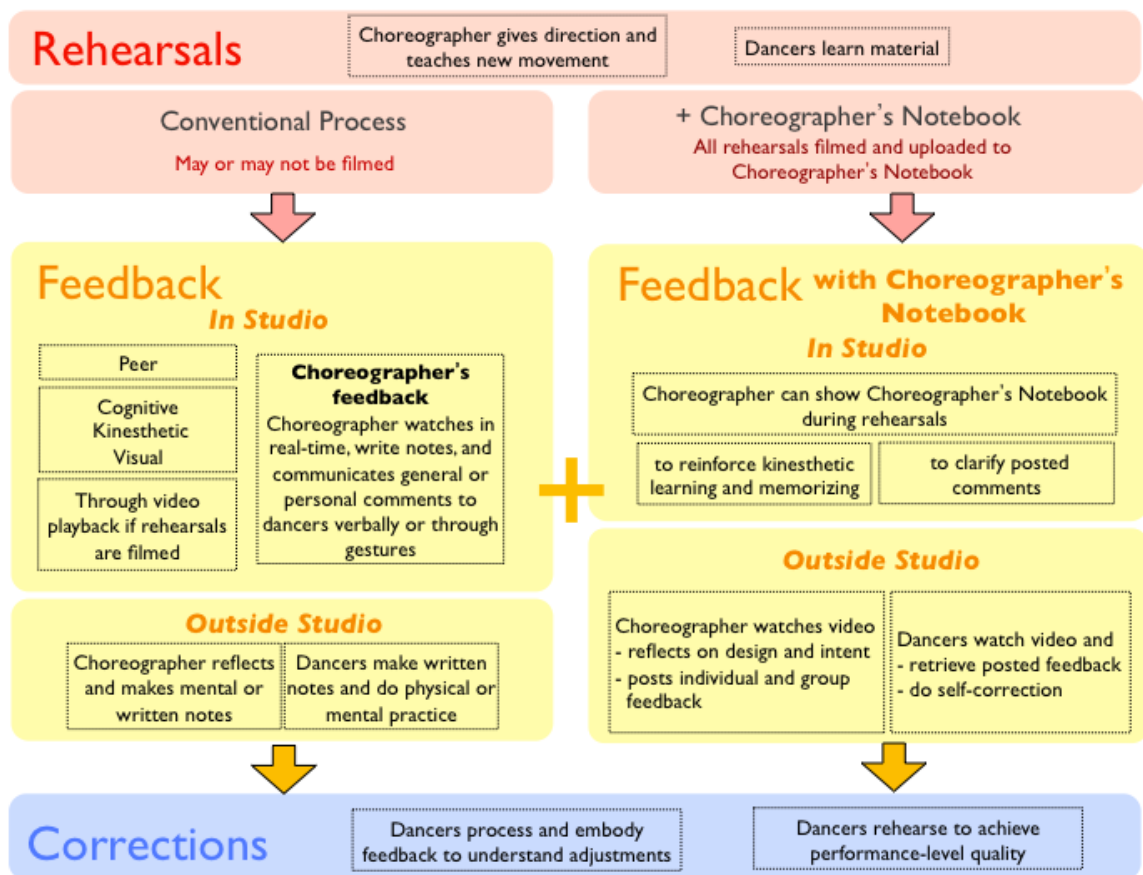 Rehearsals
Choreographer gives direction and
teaches new movement
Dancers learn material
Conventional Process
May or may not be filmed
+ Choreographer's Notebook
All rehearsals filmed and uploaded to
Choreographer's Notebook
Feedback
In Studio
Peer
Cognitive
Kinesthetic
Visual
Through video
playback if rehearsals
are filmed
Choreographer's
feedback
Choreographer watches in
real-time, write notes, and
communicates general or
personal comments to
dancers verbally or through
gestures
Outside Studio
Choreographer reflects
and makes mental or
written notes
Dancers make written
notes and do physical or
mental practice
+
Feedback with Choreographer's
Notebook
In Studio
Choreographer can show Choreographer's Notebook
during rehearsals
to reinforce kinesthetic
learning and memorizing
to clarify posted
comments
Outside Studio
Choreographer watches video
- reflects on design and intent
- posts individual and group
feedback
Dancers watch video and
- retrieve posted feedback
- do self-correction
Corrections
Dancers process and embody
feedback to understand adjustments
Dancers rehearse to achieve
performance-level quality